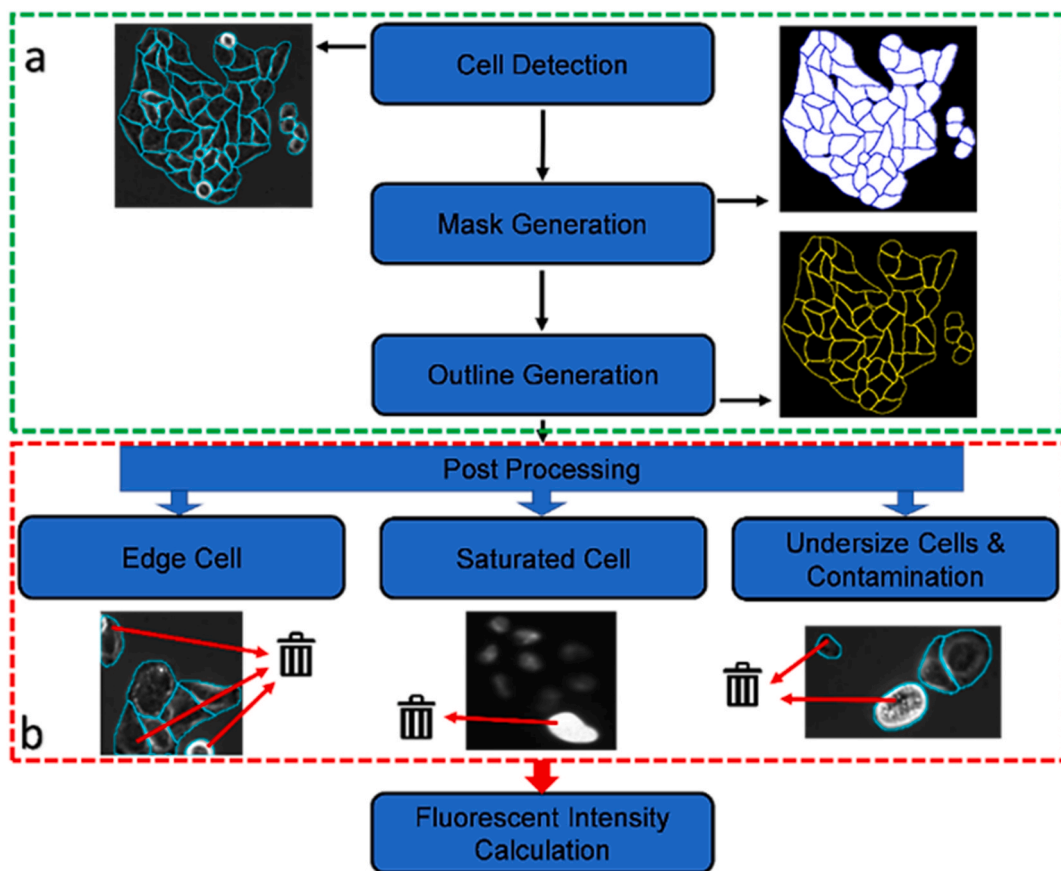 a
Cell Detection
Mask Generation
Outline Generation
Post Processing
Edge Cell
Saturated Cell
Undersize Cells &
Contamination
b
Fluorescent Intensity
Calculation